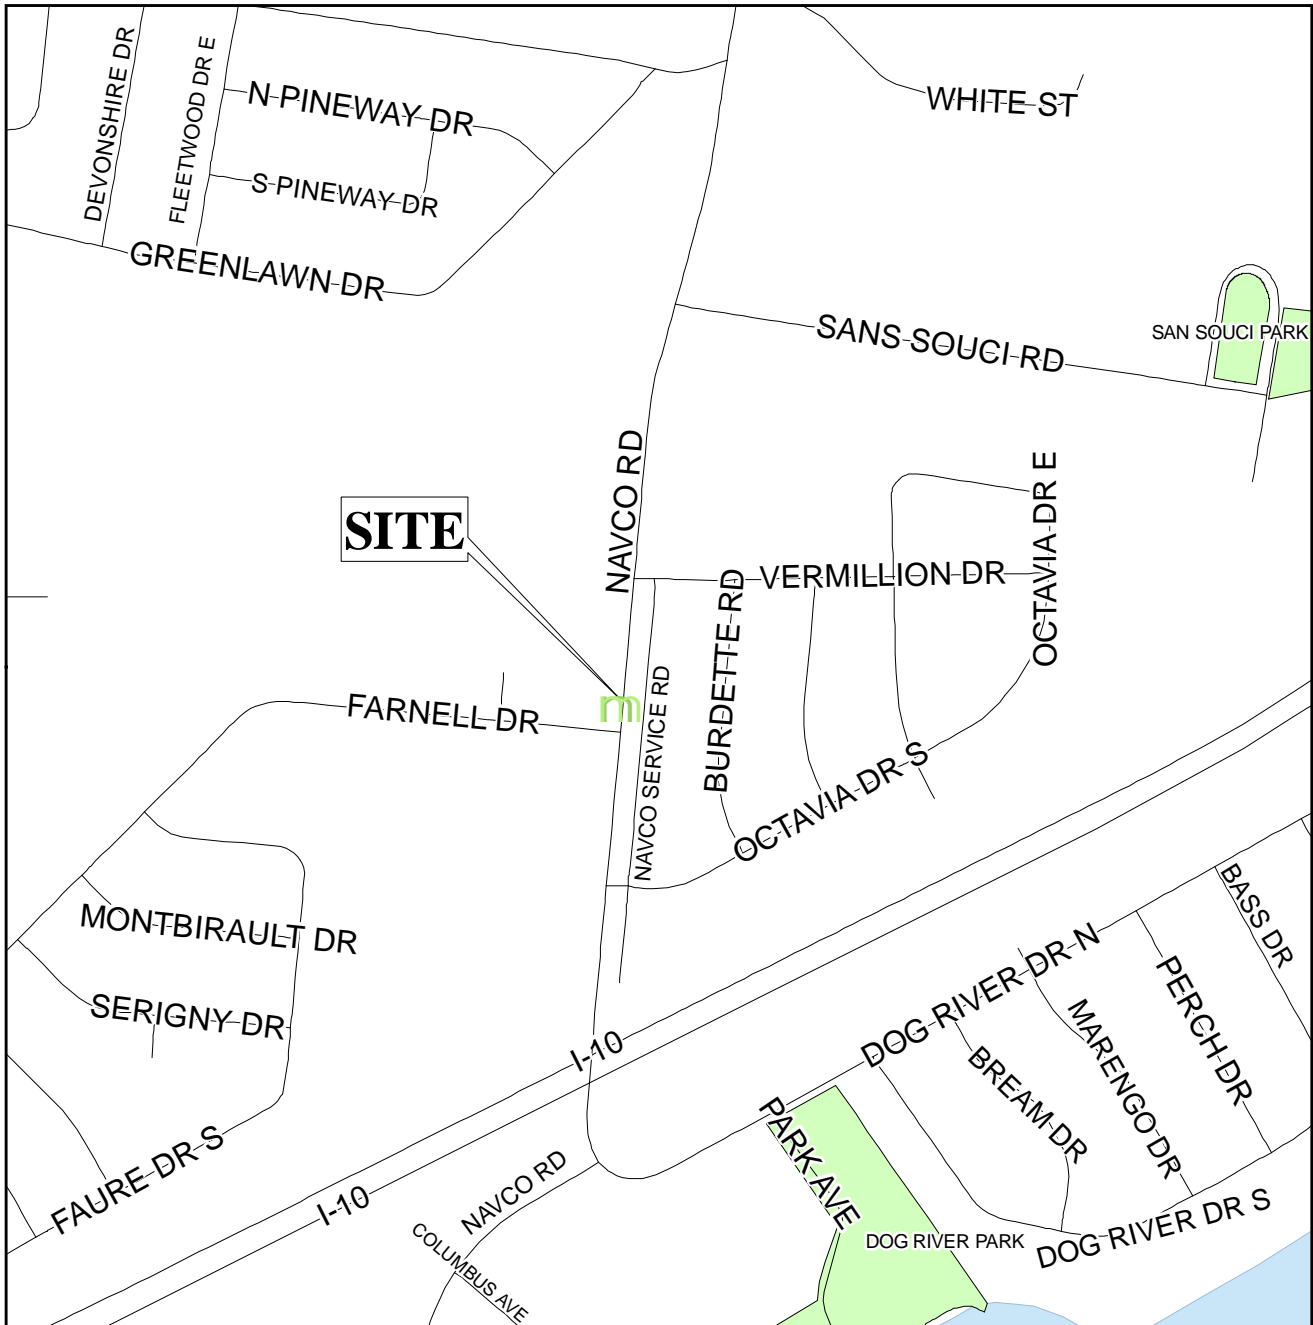 DEVONSHIRE DR
FLEETWOOD DR E
N PINEWAY DR
WHITE ST
S PINEWAY DR
GREENLAWN DR
SANS SOUCI RD
SAN SOUCI PARK
NAVCO RD
OCTAVIA DR E
SITE
VERMILLION DR
BURDETTE RD
NAVCO SERVICE RD
m
FARNELL DR
OCTAVIA DR S
MONTBIRAULT DR
BASS DR
DOG RIVER DR N
PERCH DR
SERIGNY DR
MARENGO DR
I-10
BREAM DR
PARK AVE
FAURE DR S
I-10
NAVCO RD
COLUMBUS AVE
DOG RIVER PARK
DOG RIVER DR S